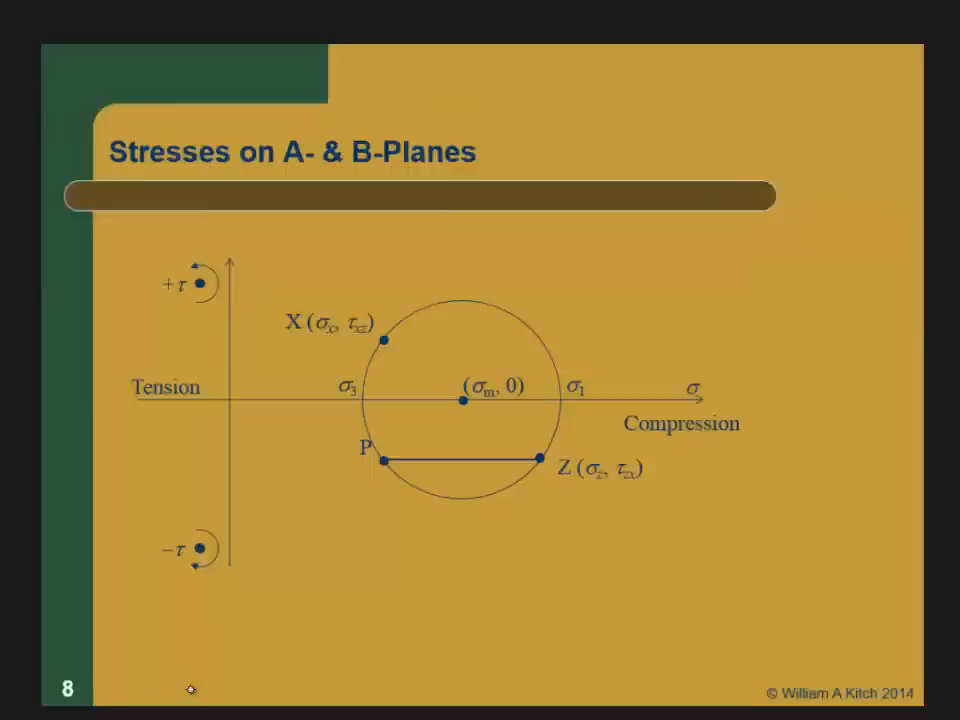 Stresses on A- & B-Planes
+τ
X (σx, τxz)
Tension
σ3
(σm, 0)
σ1
σ
Compression
P
Z (σz, τzx)
−τ
8
© William A Kitch 2014